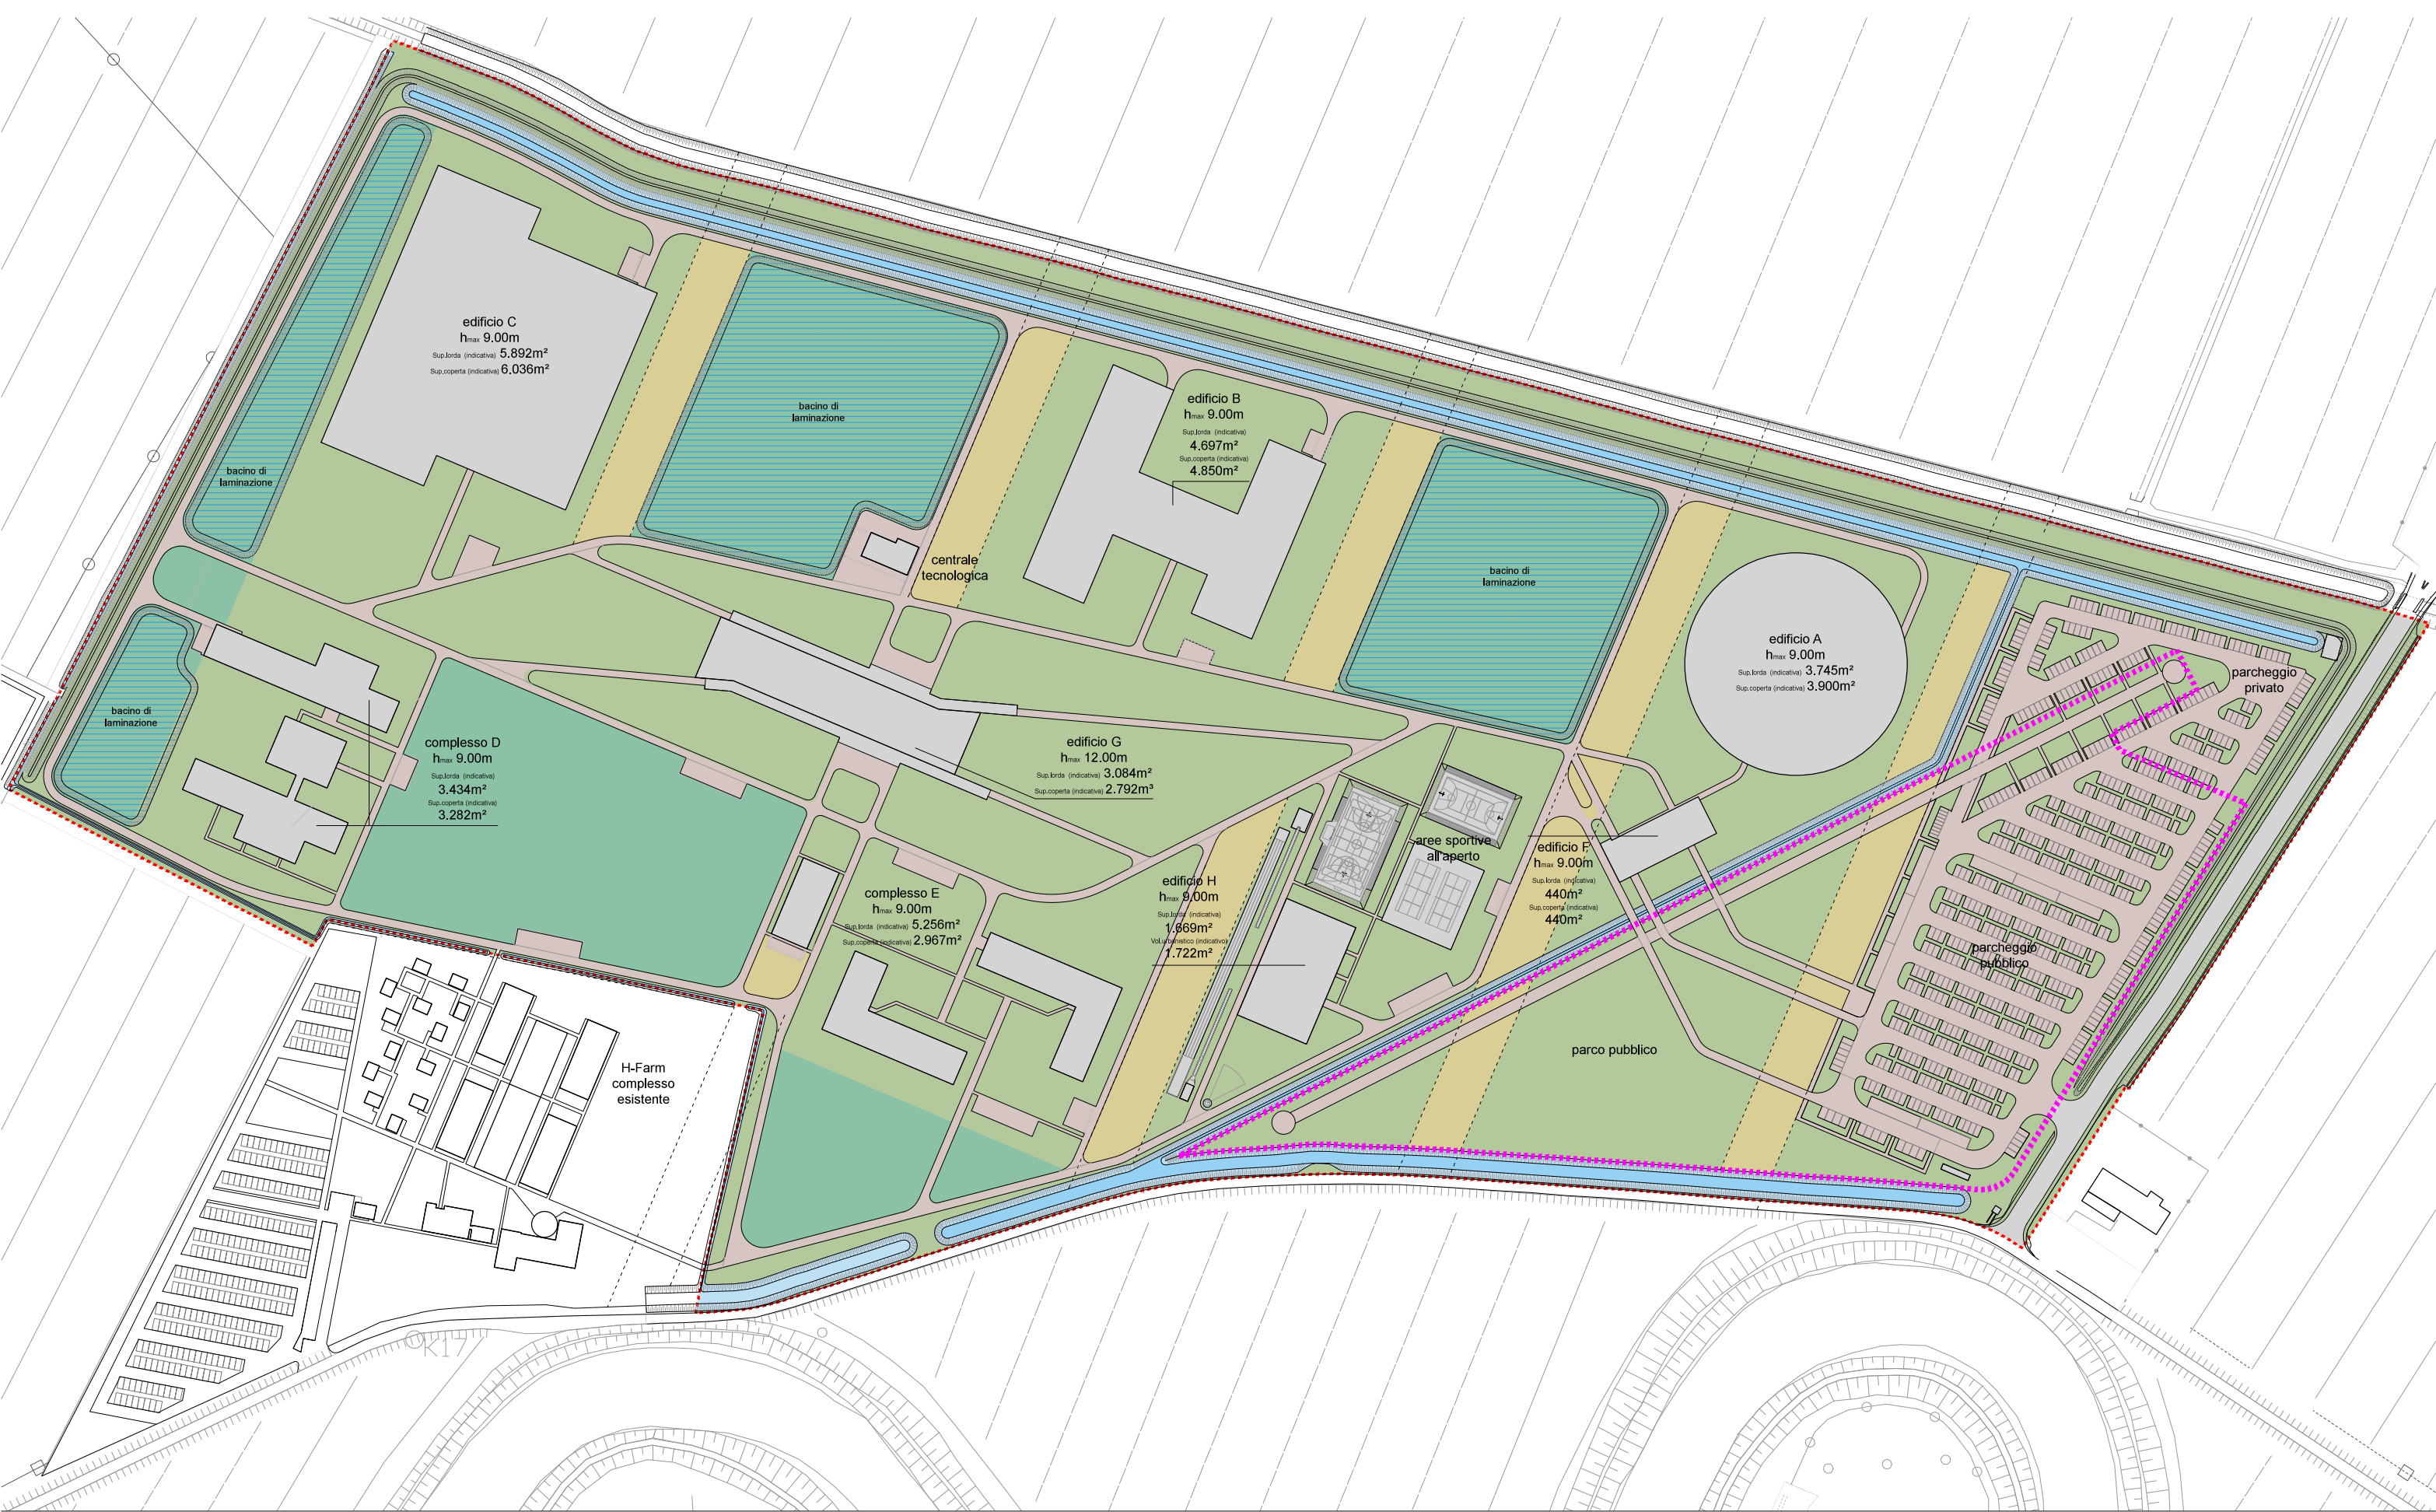 edificio C
hmax 9.00m
Sup.lorda (indicativa) 5.892m²
Sup.coperta (indicativa) 6.036m²
bacino di
laminazione
bacino di
laminazione
edificio B
hmax 9.00m
Sup.lorda (indicativa)
4.697m²
Sup.coperta (indicativa)
4.850m²
centrale
tecnologica
bacino di
laminazione
edificio A
hmax 9.00m
Sup.lorda (indicativa) 3.745m²
Sup.coperta (indicativa) 3.900m²
parcheggio
privato
bacino di
laminazione
complesso D
hmax 9.00m
Sup.lorda (indicativa)
3.434m²
Sup.coperta (indicativa)
3.282m²
edificio G
hmax 12.00m
Sup.lorda (indicativa) 3.084m²
Sup.coperta (indicativa) 2.792m³
aree sportive
all'aperto
edificio F
hmax 9.00m
Sup.lorda (indicativa)
440m²
Sup.coperta (indicativa)
440m²
complesso E
hmax 9.00m
Sup.lorda (indicativa) 5.256m²
Sup.coperta (indicativa) 2.967m²
edificio H
hmax 9.00m
Sup.lorda (indicativa)
1.669m²
Vol.urbanistico (indicativo)
1.722m²
parcheggio
pubblico
parco pubblico
H-Farm
complesso
esistente